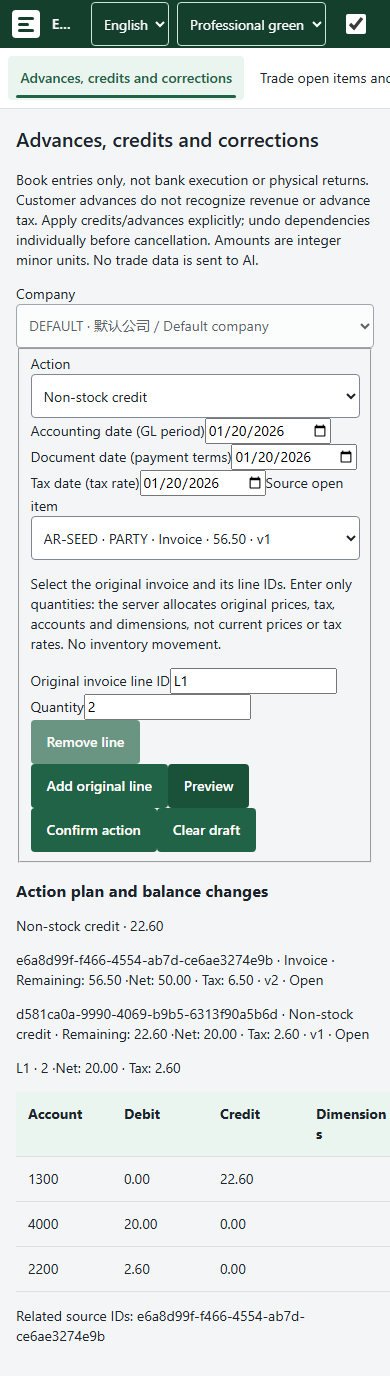 E...
English
Professional green
Advances, credits and corrections
Trade open items and
Advances, credits and corrections
Book entries only, not bank execution or physical returns.
Customer advances do not recognize revenue or advance
tax. Apply credits/advances explicitly; undo dependencies
individually before cancellation. Amounts are integer
minor units. No trade data is sent to AI.
Company
DEFAULT · 默认公司 / Default company
Action
Non-stock credit
Accounting date (GL period) 01/20/2026
Document date (payment terms) 01/20/2026
Tax date (tax rate) 01/20/2026 Source open
item
AR-SEED · PARTY · Invoice · 56.50 · v1
Select the original invoice and its line IDs. Enter only
quantities: the server allocates original prices, tax,
accounts and dimensions, not current prices or tax
rates. No inventory movement.
Original invoice line ID L1
Quantity 2
Remove line
Add original line Preview
Confirm action Clear draft
Action plan and balance changes
Non-stock credit · 22.60
e6a8d99f-f466-4554-ab7d-ce6ae3274e9b · Invoice ·
Remaining: 56.50 ·Net: 50.00 · Tax: 6.50 · v2 · Open
d581ca0a-9990-4069-b9b5-6313f90a5b6d · Non-stock
credit · Remaining: 22.60 ·Net: 20.00 · Tax: 2.60 · v1 · Open
L1 · 2 ·Net: 20.00 · Tax: 2.60
Account Debit Credit Dimension
s
1300 0.00 22.60
4000 20.00 0.00
2200 2.60 0.00
Related source IDs: e6a8d99f-f466-4554-ab7d-
ce6ae3274e9b